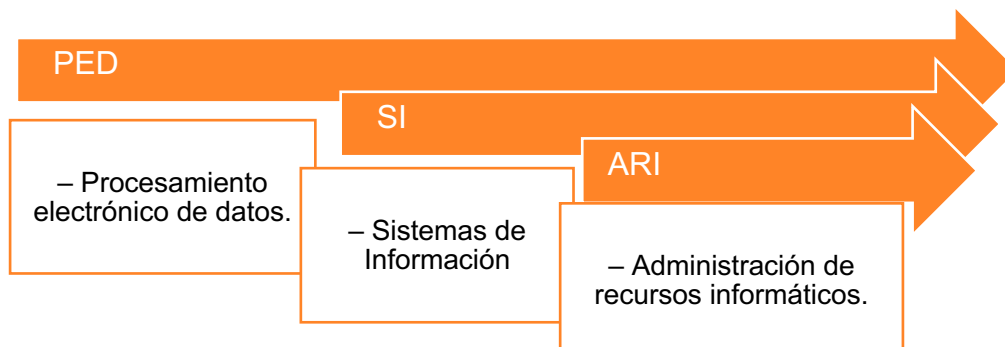 PED
– Procesamiento
electrónico de datos.
SI
– Sistemas de
Información
ARI
– Administración de
recursos informáticos.